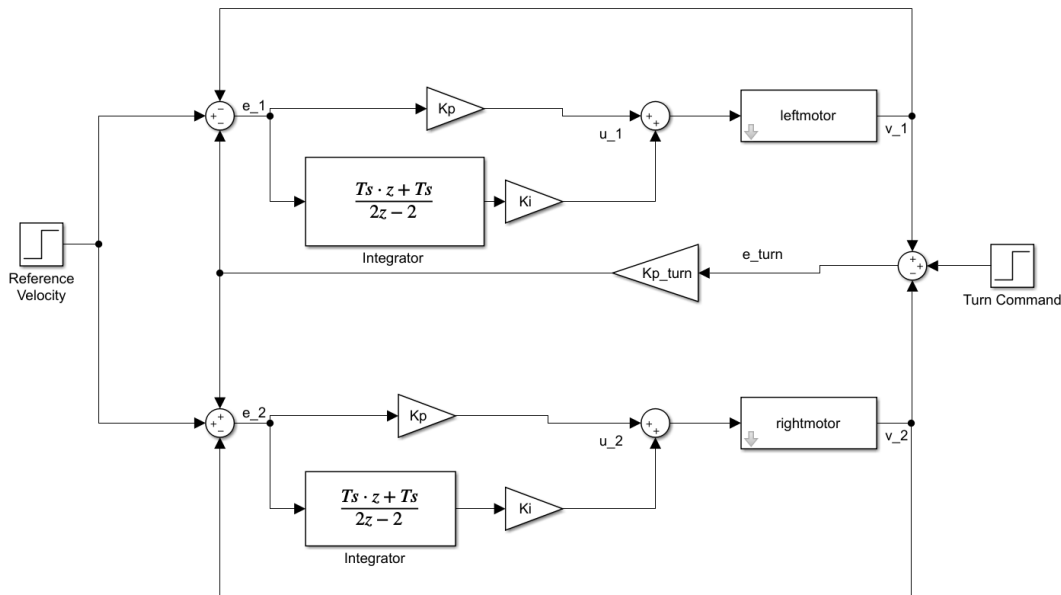 e_1
Kp
u_1
leftmotor
v_1
Ts · z + Ts
2z − 2
Ki
Integrator
Reference
Velocity
Kp_turn
e_turn
Turn Command
e_2
Kp
u_2
rightmotor
v_2
Ts · z + Ts
2z − 2
Ki
Integrator